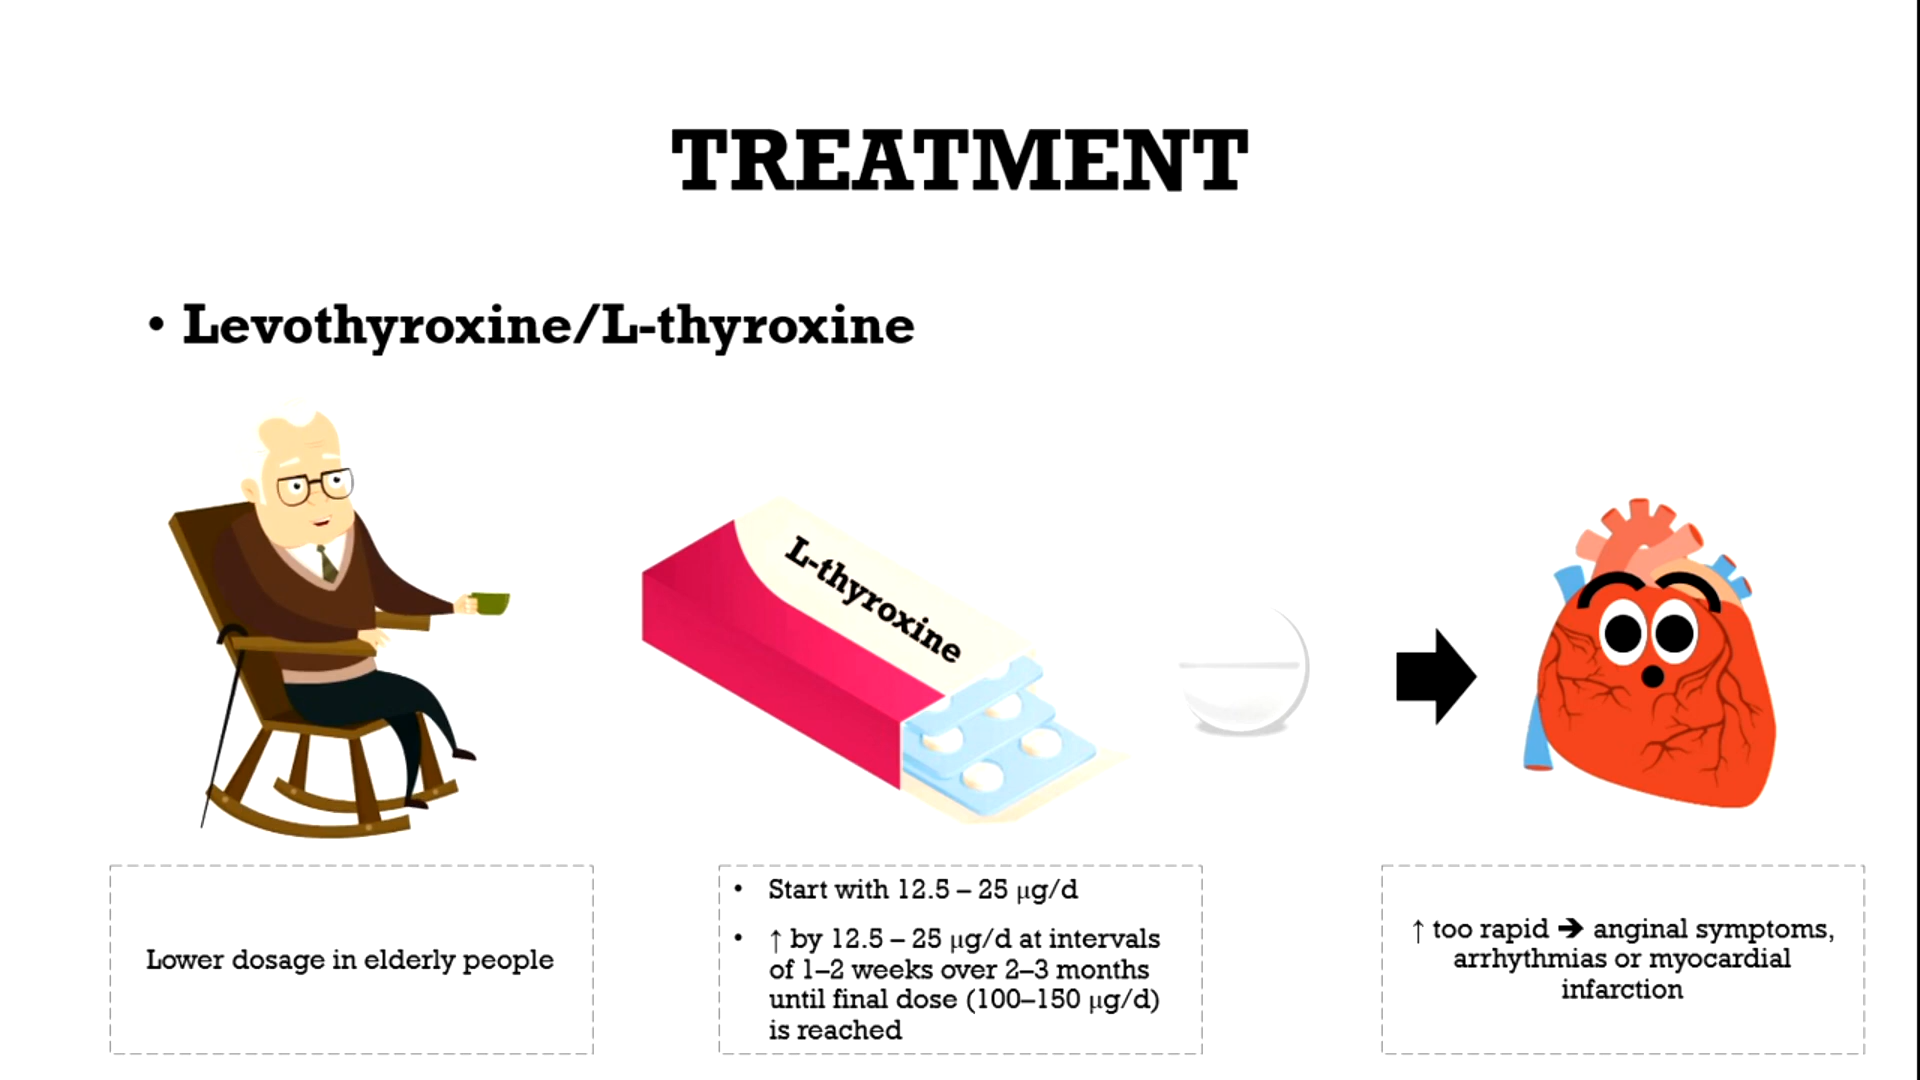 TREATMENT
• Levothyroxine/L-thyroxine
L-thyroxine
Lower dosage in elderly people
• Start with 12.5 – 25 μg/d
• ↑ by 12.5 – 25 μg/d at intervals
of 1–2 weeks over 2–3 months
until final dose (100–150 μg/d)
is reached
↑ too rapid ➔ anginal symptoms,
arrhythmias or myocardial
infarction